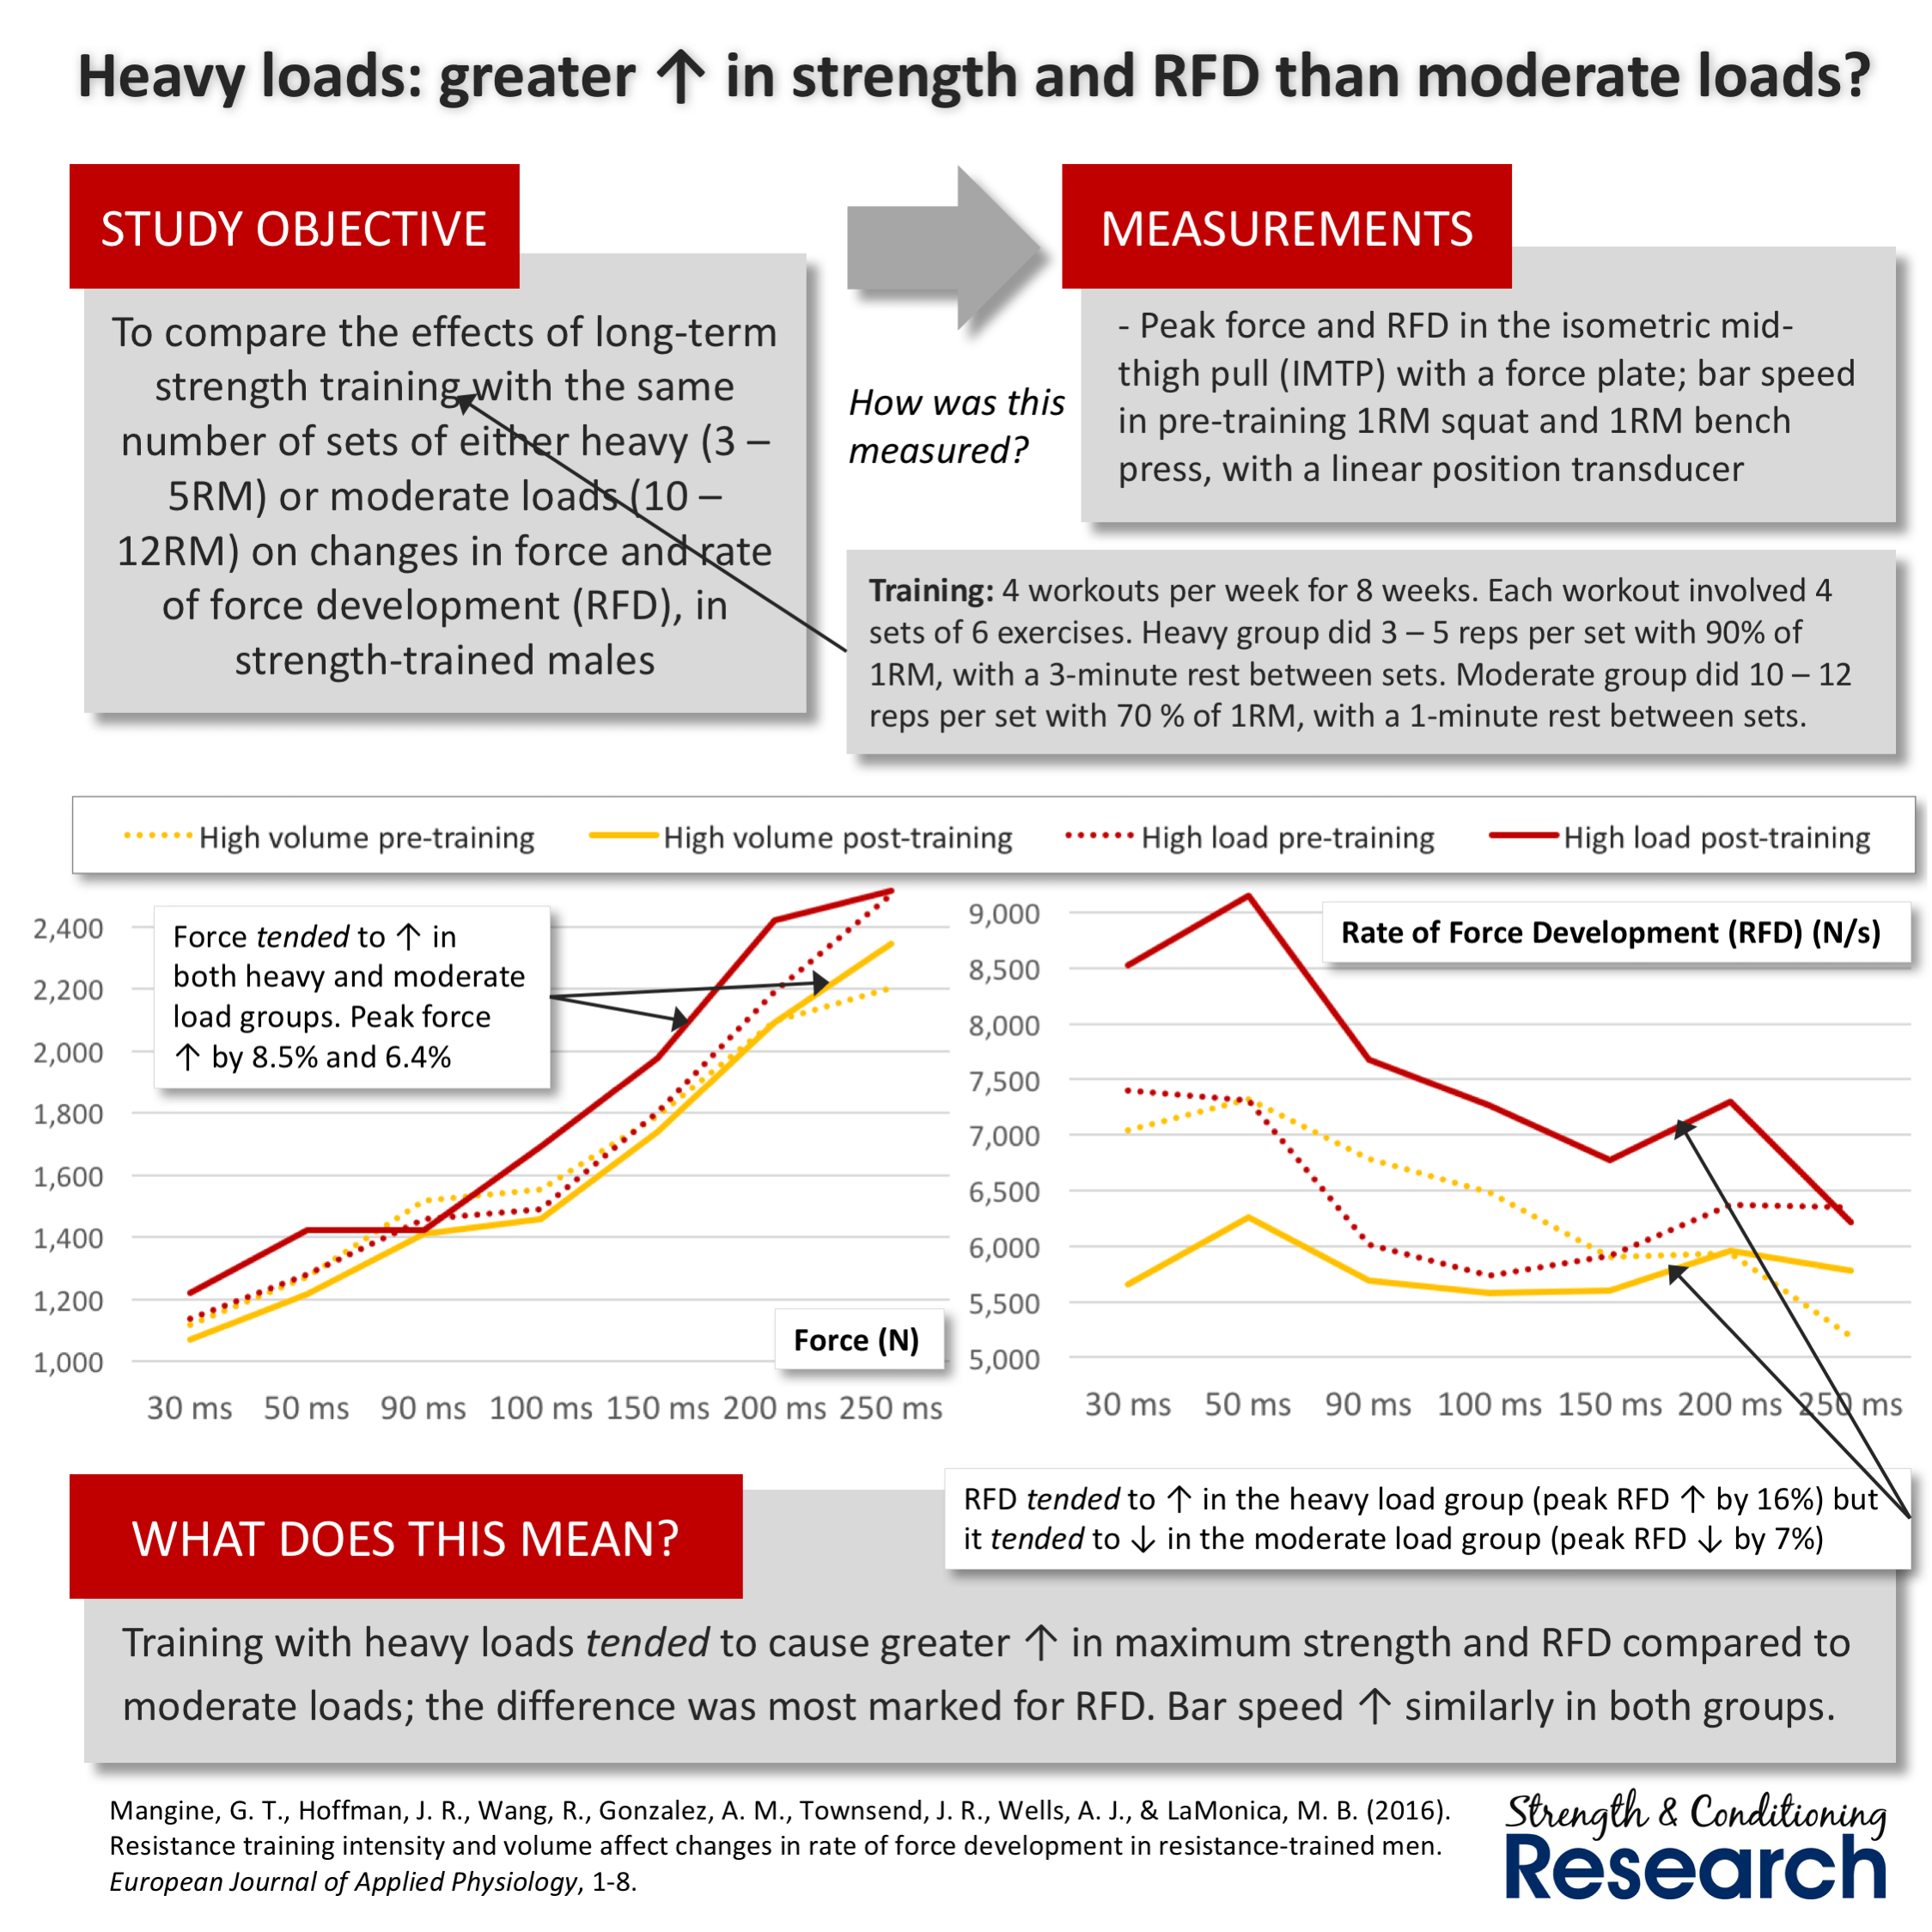 Heavy loads: greater ↑ in strength and RFD than moderate loads?
STUDY OBJECTIVE
To compare the effects of long-term
strength training with the same
number of sets of either heavy (3 –
5RM) or moderate loads (10 –
12RM) on changes in force and rate
of force development (RFD), in
strength-trained males
How was this
measured?
MEASUREMENTS
- Peak force and RFD in the isometric mid-
thigh pull (IMTP) with a force plate; bar speed
in pre-training 1RM squat and 1RM bench
press, with a linear position transducer
Training: 4 workouts per week for 8 weeks. Each workout involved 4
sets of 6 exercises. Heavy group did 3 – 5 reps per set with 90% of
1RM, with a 3-minute rest between sets. Moderate group did 10 – 12
reps per set with 70 % of 1RM, with a 1-minute rest between sets.
High volume pre-training High volume post-training High load pre-training High load post-training
2,400
2,200
2,000
1,800
1,600
1,400
1,200
1,000
Force tended to ↑ in
both heavy and moderate
load groups. Peak force
↑ by 8.5% and 6.4%
Force (N)
30 ms 50 ms 90 ms 100 ms 150 ms 200 ms 250 ms
9,000
8,500
8,000
7,500
7,000
6,500
6,000
5,500
5,000
Rate of Force Development (RFD) (N/s)
30 ms 50 ms 90 ms 100 ms 150 ms 200 ms 250 ms
RFD tended to ↑ in the heavy load group (peak RFD ↑ by 16%) but
it tended to ↓ in the moderate load group (peak RFD ↓ by 7%)
WHAT DOES THIS MEAN?
Training with heavy loads tended to cause greater ↑ in maximum strength and RFD compared to
moderate loads; the difference was most marked for RFD. Bar speed ↑ similarly in both groups.
Mangine, G. T., Hoffman, J. R., Wang, R., Gonzalez, A. M., Townsend, J. R., Wells, A. J., & LaMonica, M. B. (2016).
Resistance training intensity and volume affect changes in rate of force development in resistance-trained men.
European Journal of Applied Physiology, 1-8.
Strength & Conditioning
Research